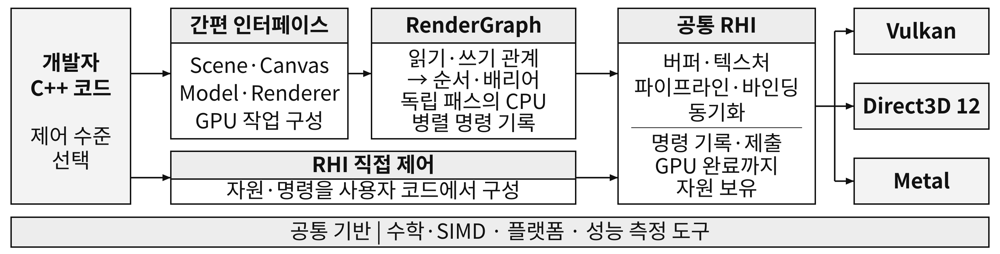 개발자
C++ 코드
제어 수준
선택
간편 인터페이스
Scene·Canvas
Model·Renderer
GPU 작업 구성
RenderGraph
읽기·쓰기 관계
→ 순서·배리어
독립 패스의 CPU
병렬 명령 기록
RHI 직접 제어
자원·명령을 사용자 코드에서 구성
공통 RHI
버퍼·텍스처
파이프라인·바인딩
동기화
명령 기록·제출
GPU 완료까지
자원 보유
Vulkan
Direct3D 12
Metal
공통 기반 | 수학·SIMD · 플랫폼 · 성능 측정 도구